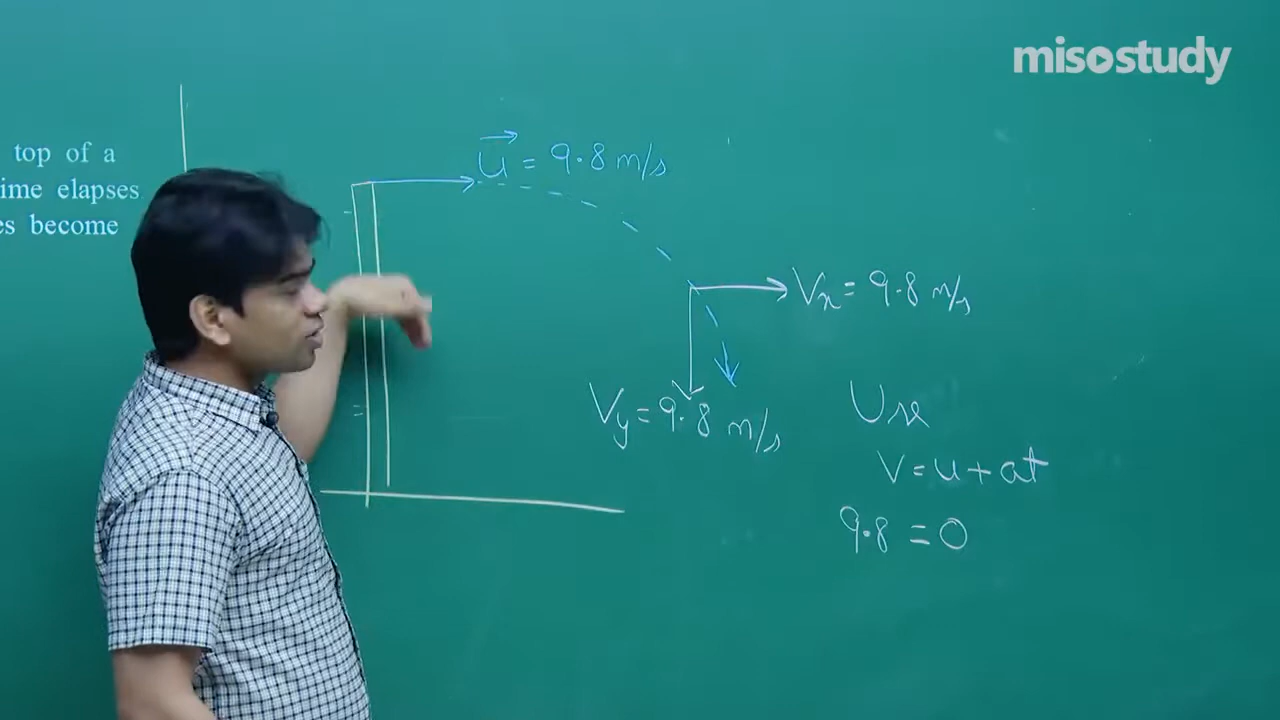 misostudy
top of a
ime elapses
es become
u = 9.8 m/s
Vx = 9.8 m/s
Vy = 9.8 m/s
Use
V = u + at
9.8 = 0